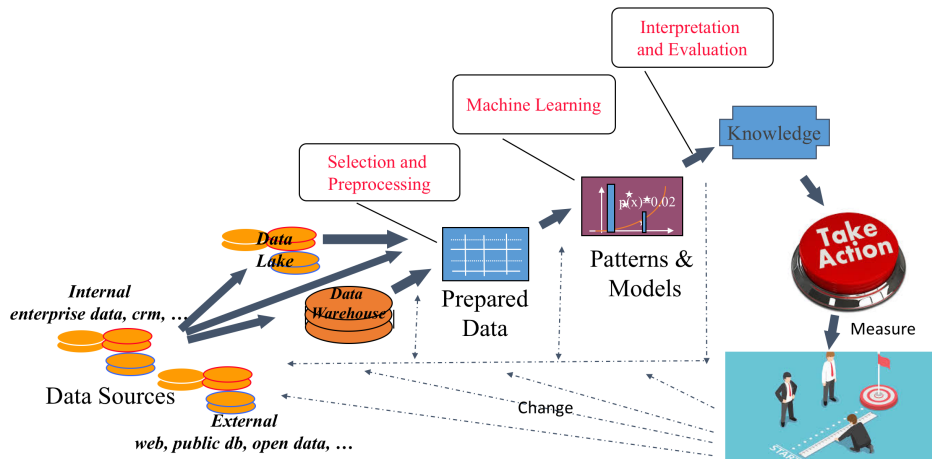 Interpretation
and Evaluation
Machine Learning
Knowledge
Selection and
Preprocessing
p(x)=0.02
Take
Action
Data
Lake
Patterns &
Models
Internal
enterprise data, crm, …
Data
Warehouse
Prepared
Data
Measure
Data Sources
External
web, public db, open data, …
Change
START